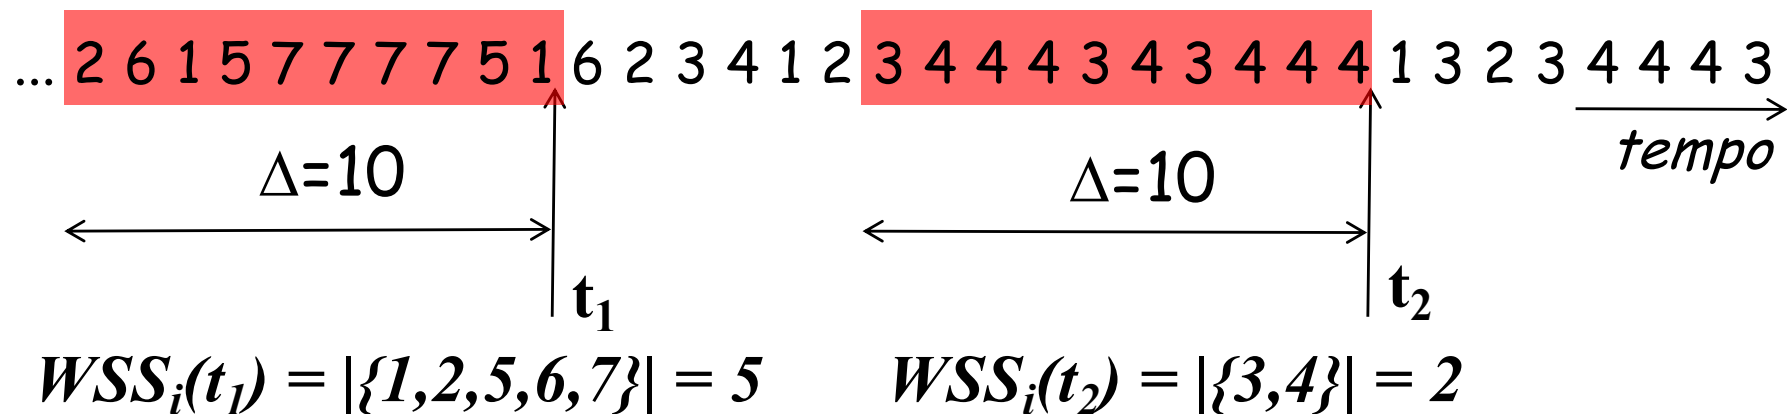 ... 2 6 1 5 7 7 7 7 5 1 6 2 3 4 1 2 3 4 4 4 3 4 3 4 4 4 1 3 2 3 4 4 4 3
Δ=10 Δ=10 tempo
t₁ t₂
WSSᵢ(t₁) = |{1,2,5,6,7}| = 5 WSSᵢ(t₂) = |{3,4}| = 2